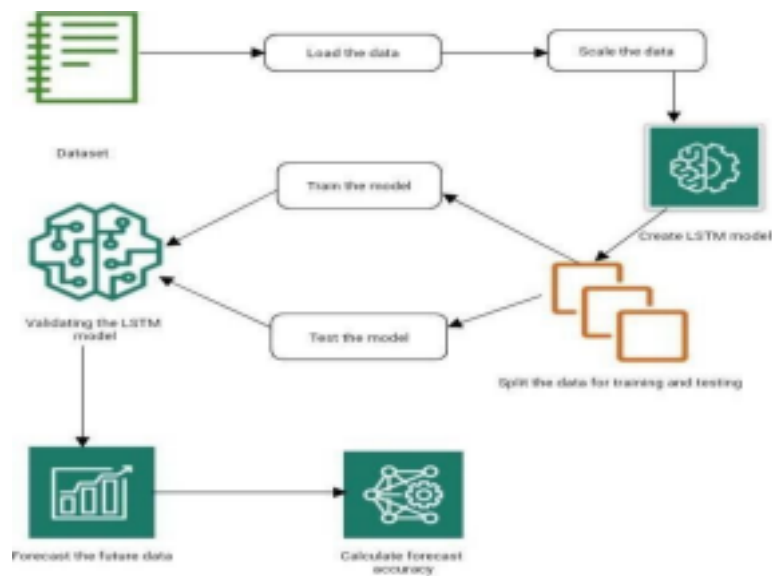 Load the data
Scale the data
Dataset
Create LSTM model
Train the model
Validating the LSTM
model
Test the model
Split the data for training and testing
Forecast the future data
Calculate forecast
accuracy